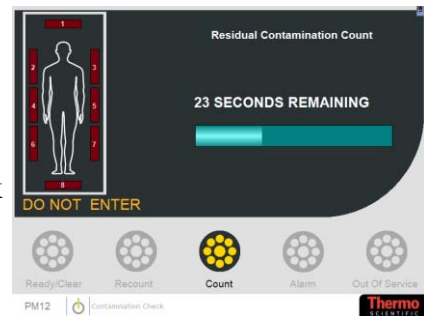 Residual Contamination Count
1
2
3
23 SECONDS REMAINING
4
5
6
7
8
DO NOT ENTER
Ready/Clear
Recount
Count
Alarm
Out Of Service
PM12
Contamination Check
Thermo
SCIENTIFIC